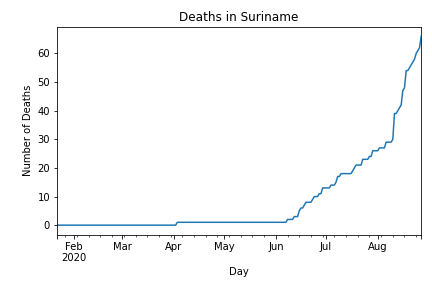 Deaths in Suriname
Number of Deaths
60
50
40
30
20
10
0
Feb
2020
Mar
Apr
May
Jun
Jul
Aug
Day